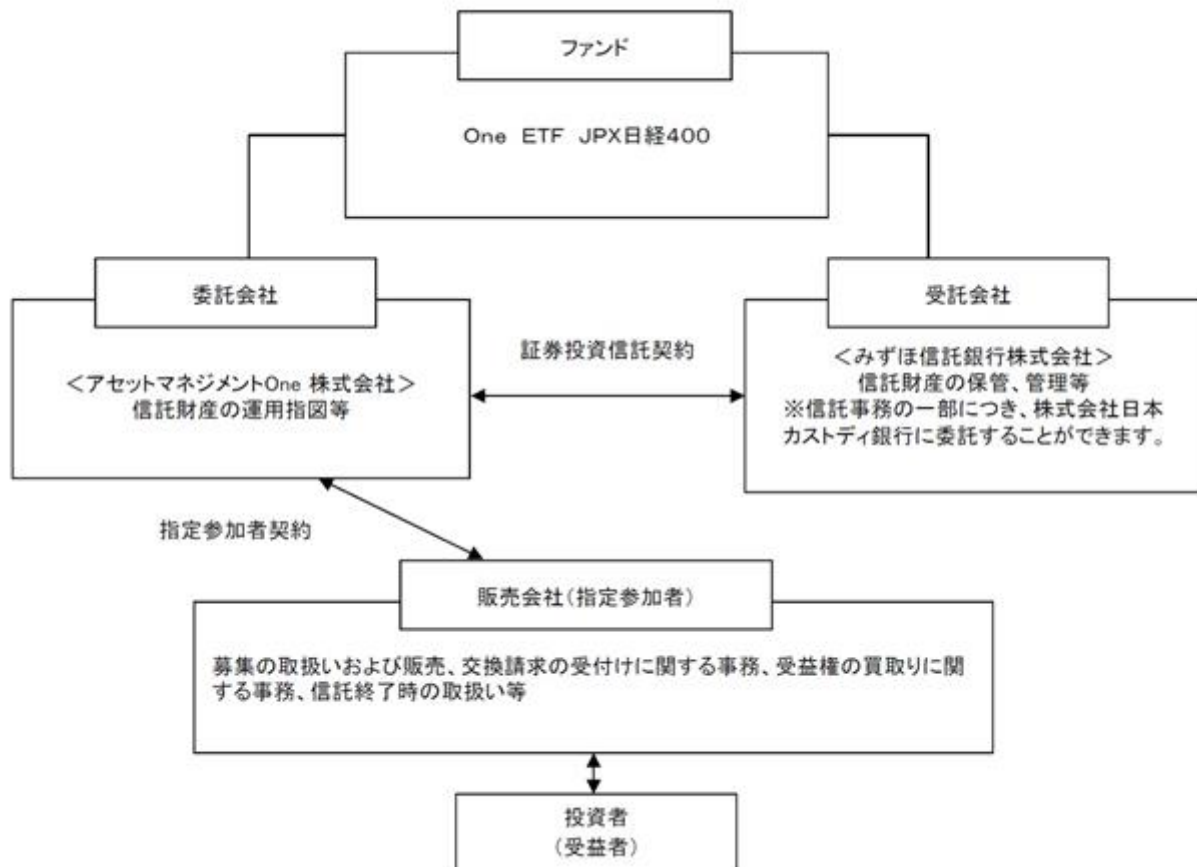 ファンド
One ETF JPX日経400
委託会社
<アセットマネジメントOne 株式会社>
信託財産の運用指図等
証券投資信託契約
受託会社
<みずほ信託銀行株式会社>
信託財産の保管、管理等
※信託事務の一部につき、株式会社日本
カストディ銀行に委託することができます。
指定参加者契約
販売会社(指定参加者)
募集の取扱いおよび販売、交換請求の受付けに関する事務、受益権の買取りに関
する事務、信託終了時の取扱い等
投資者
(受益者)